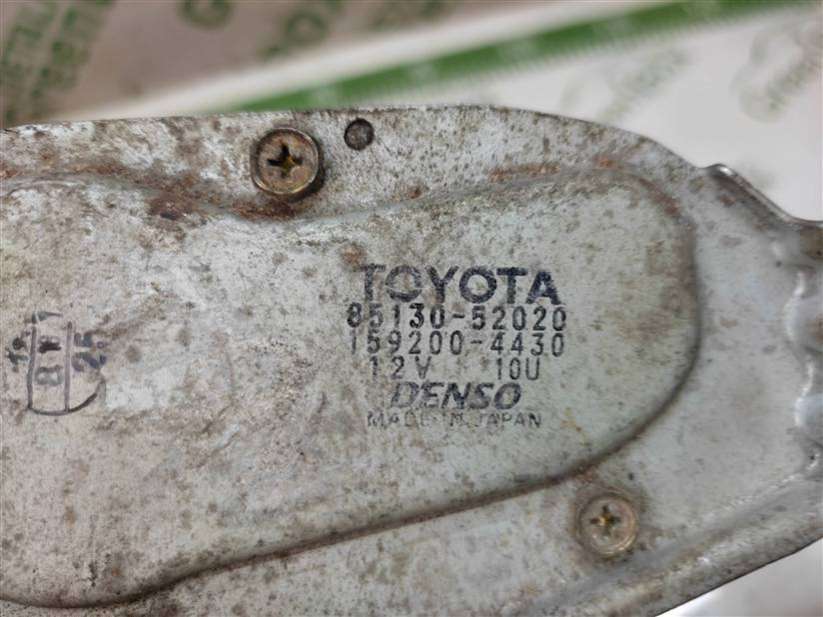 TOYOTA
85130-52020
159200-4430
12V 10U
DENSO
MADE IN JAPAN